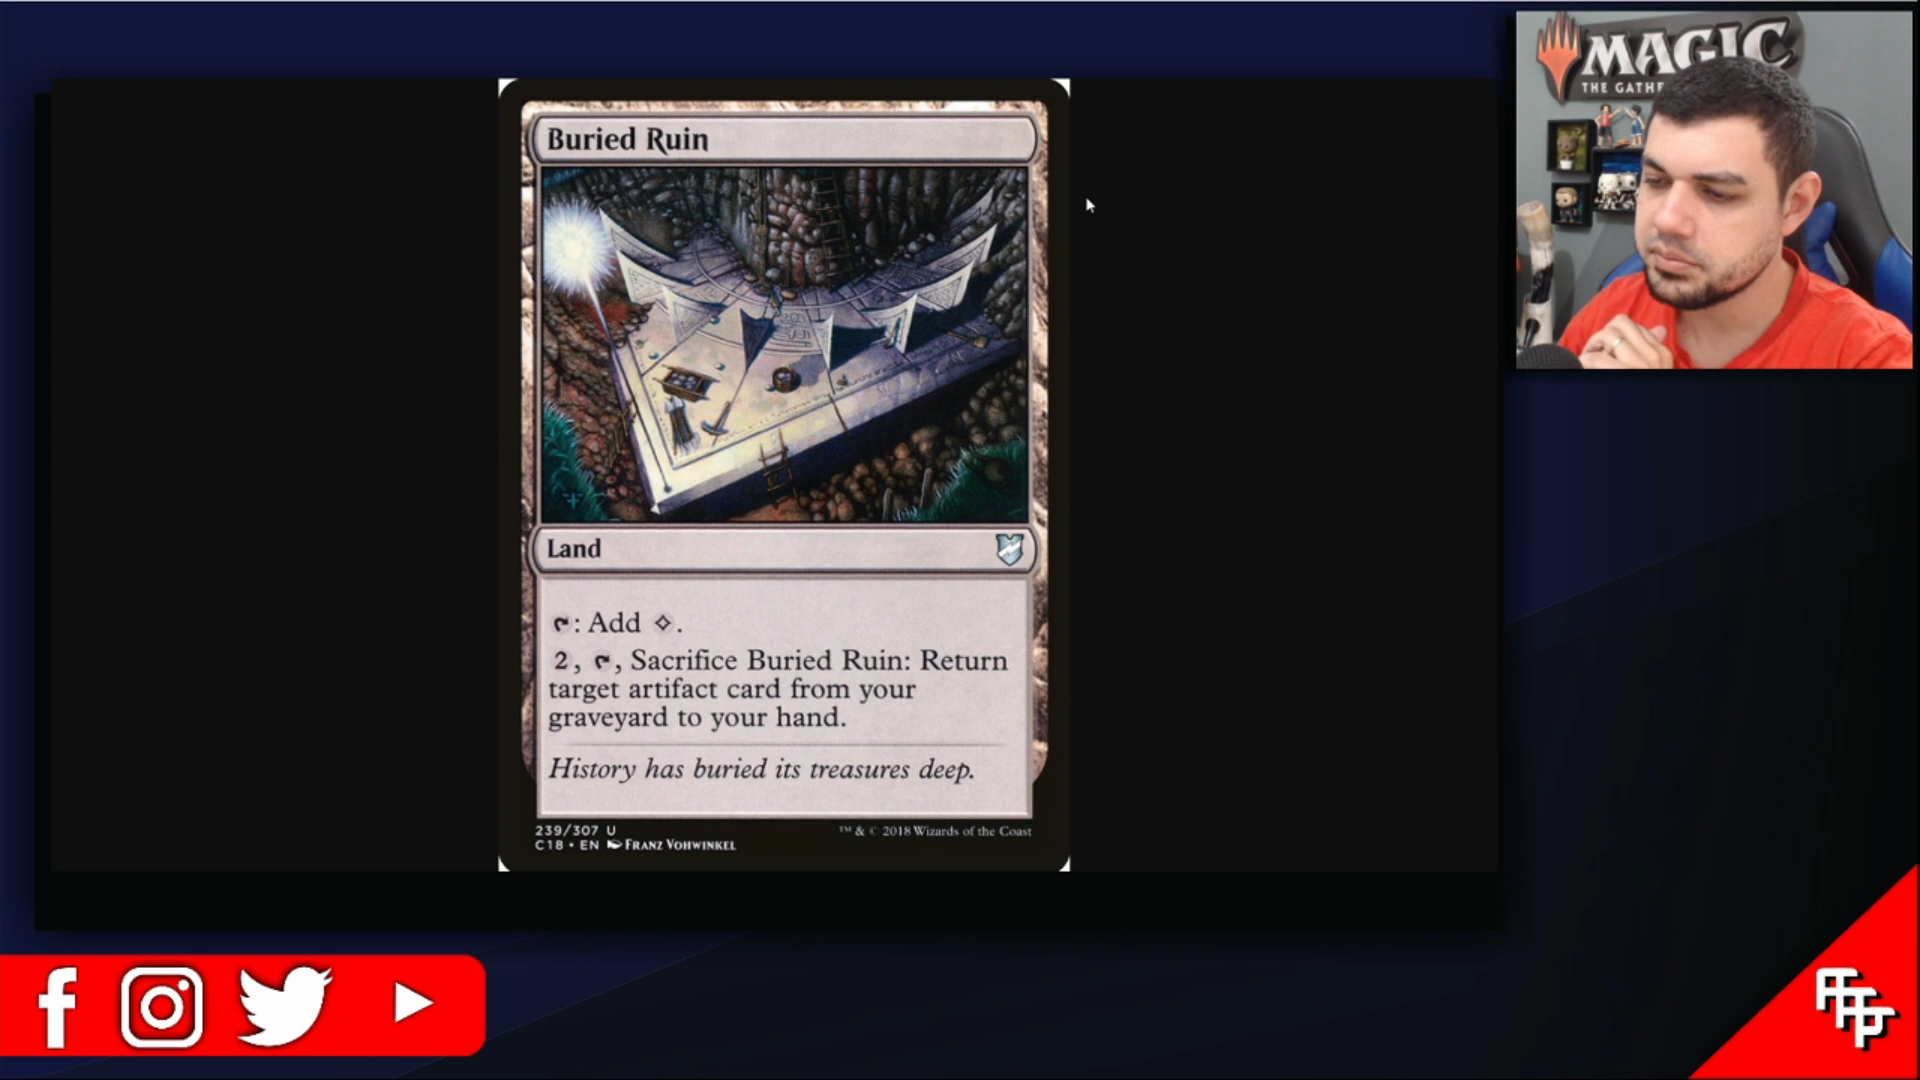 Buried Ruin
Land
: Add .
2, , Sacrifice Buried Ruin: Return
target artifact card from your
graveyard to your hand.
History has buried its treasures deep.
239/307 U
C18 • EN Franz Vohwinkel
™ & © 2018 Wizards of the Coast
MAGIC
THE GATHE